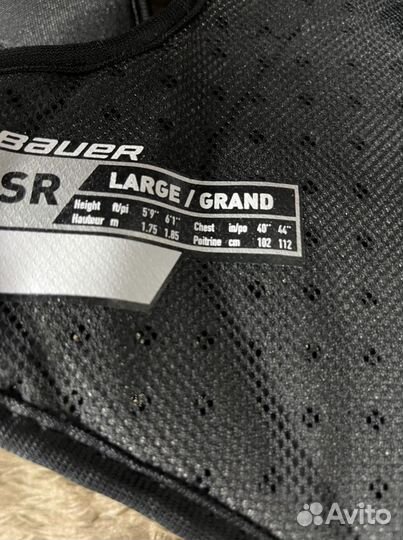 BAUER
SR
LARGE / GRAND
Height ft/pi 5'9" 6'1" Chest in/po 40" 44"
Hauteur m 1.75 1.85 Poitrine cm 102 112
Avito